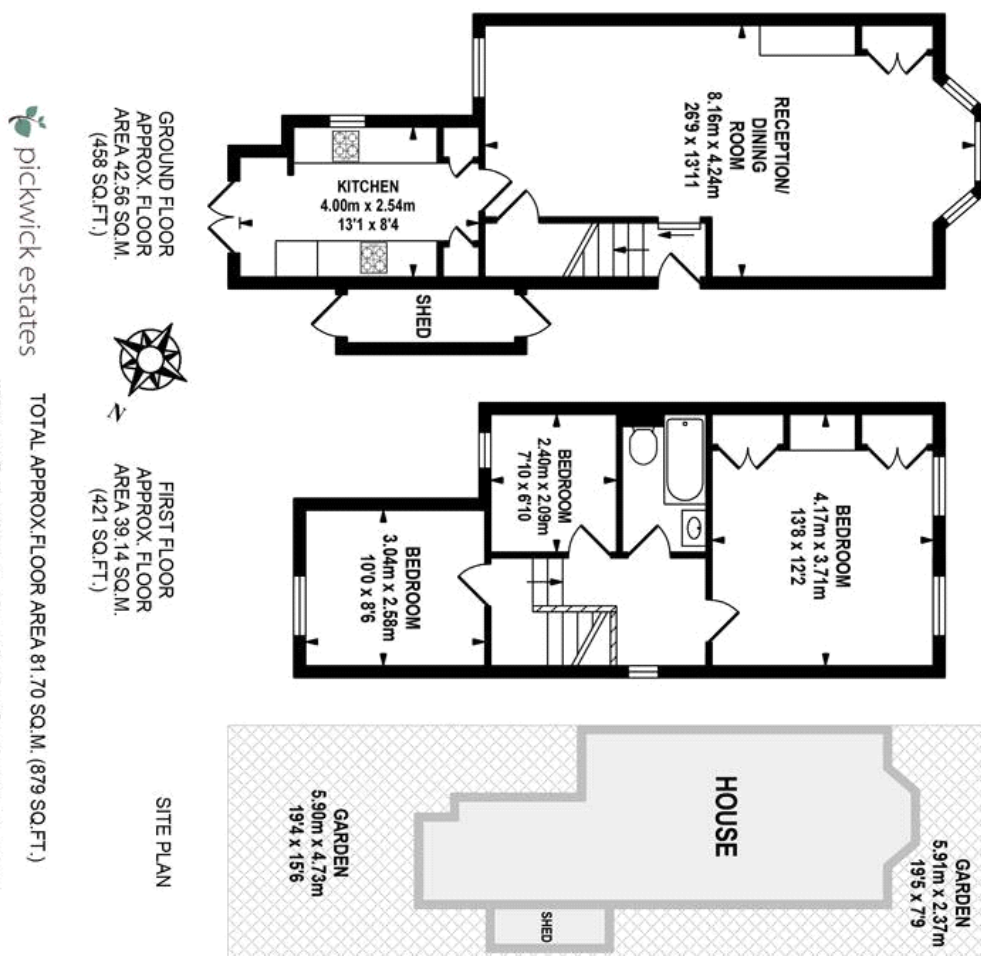 RECEPTION/
DINING
ROOM
8.16m x 4.24m
26'9 x 13'11
KITCHEN
4.00m x 2.54m
13'1 x 8'4
SHED
GROUND FLOOR
APPROX. FLOOR
AREA 42.56 SQ.M.
(458 SQ.FT.)
BEDROOM
4.17m x 3.71m
13'8 x 12'2
BEDROOM
2.40m x 2.09m
7'10 x 6'10
BEDROOM
3.04m x 2.58m
10'0 x 8'6
FIRST FLOOR
APPROX. FLOOR
AREA 39.14 SQ.M.
(421 SQ.FT.)
GARDEN
5.91m x 2.37m
19'5 x 7'9
HOUSE
SHED
GARDEN
5.90m x 4.73m
19'4 x 15'6
SITE PLAN
N
pickwick estates
TOTAL APPROX.FLOOR AREA 81.70 SQ.M. (879 SQ.FT.)